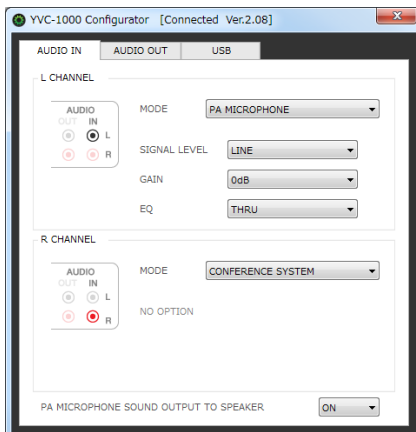 YVC-1000 Configurator [Connected Ver.2.08]
AUDIO IN AUDIO OUT USB
L CHANNEL
AUDIO
OUT IN
L
R
MODE PA MICROPHONE
SIGNAL LEVEL LINE
GAIN 0dB
EQ THRU
R CHANNEL
AUDIO
OUT IN
L
R
MODE CONFERENCE SYSTEM
NO OPTION
PA MICROPHONE SOUND OUTPUT TO SPEAKER ON